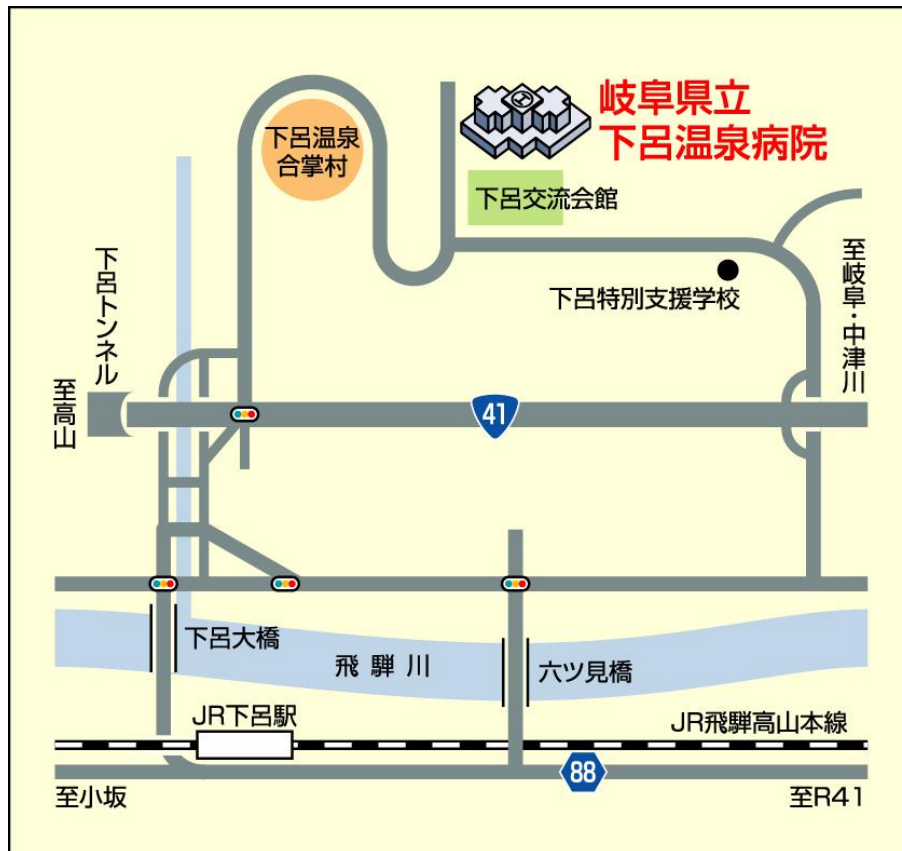 岐阜県立
下呂温泉病院
下呂温泉
合掌村
下呂交流会館
下呂特別支援学校
至岐阜・中津川
下呂トンネル
至高山
41
下呂大橋
飛騨川
六ツ見橋
JR下呂駅
JR飛騨高山本線
88
至小坂
至R41